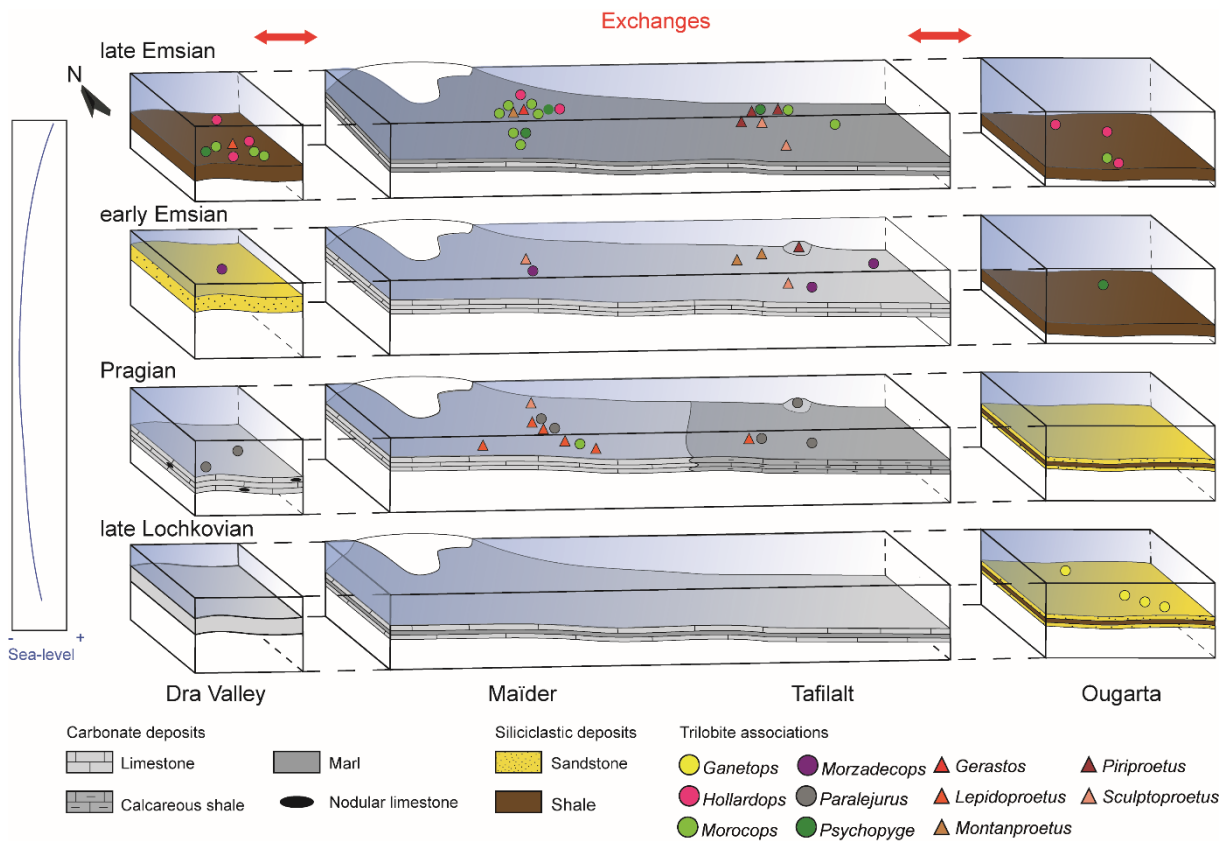 Exchanges
late Emsian
N
early Emsian
Pragian
late Lochkovian
- +
Sea-level
Dra Valley
Maïder
Tafilalt
Ougarta
Carbonate deposits
Limestone
Marl
Calcareous shale
Nodular limestone
Siliciclastic deposits
Sandstone
Shale
Trilobite associations
Ganetops
Morzadecops
Gerastos
Piriproetus
Hollardops
Paralejurus
Lepidoproetus
Sculptoproetus
Morocops
Psychopyge
Montanproetus